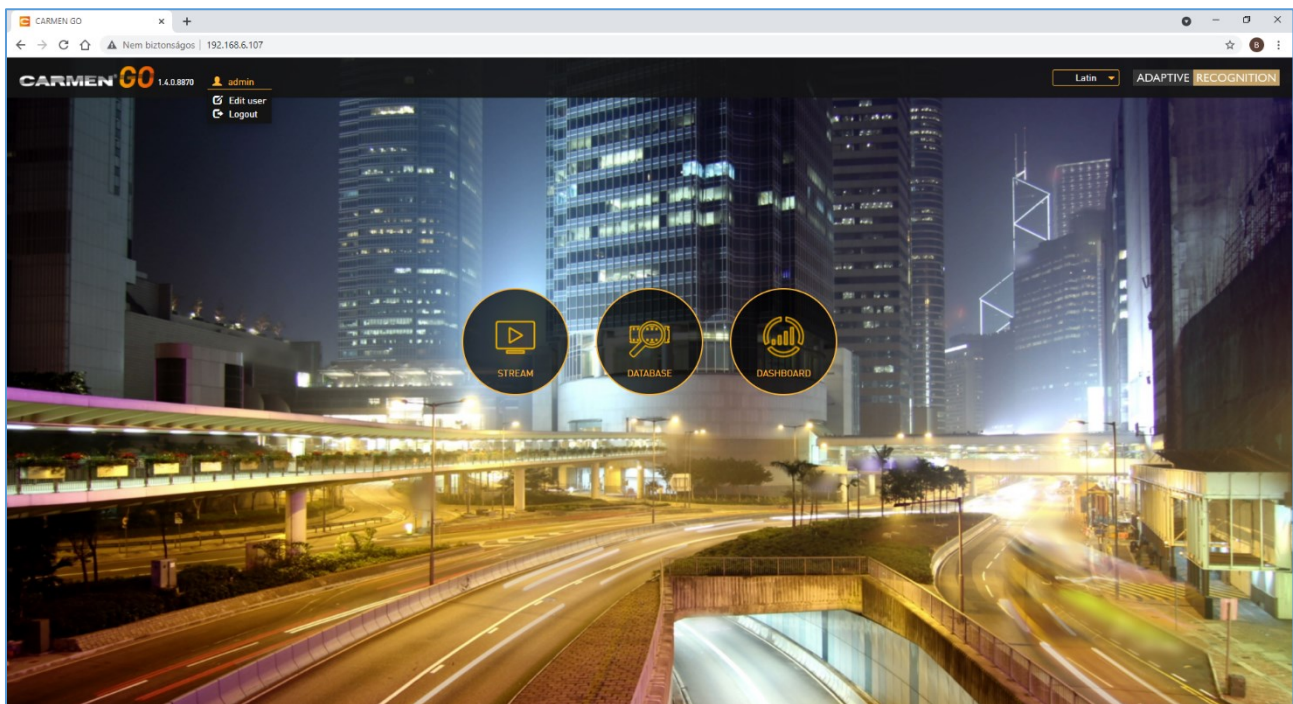 CARMEN GO
Nem biztonságos | 192.168.6.107
B
CARMEN GO 1.4.0.8870
admin
Edit user
Logout
Latin
ADAPTIVE RECOGNITION
STREAM
DATABASE
DASHBOARD